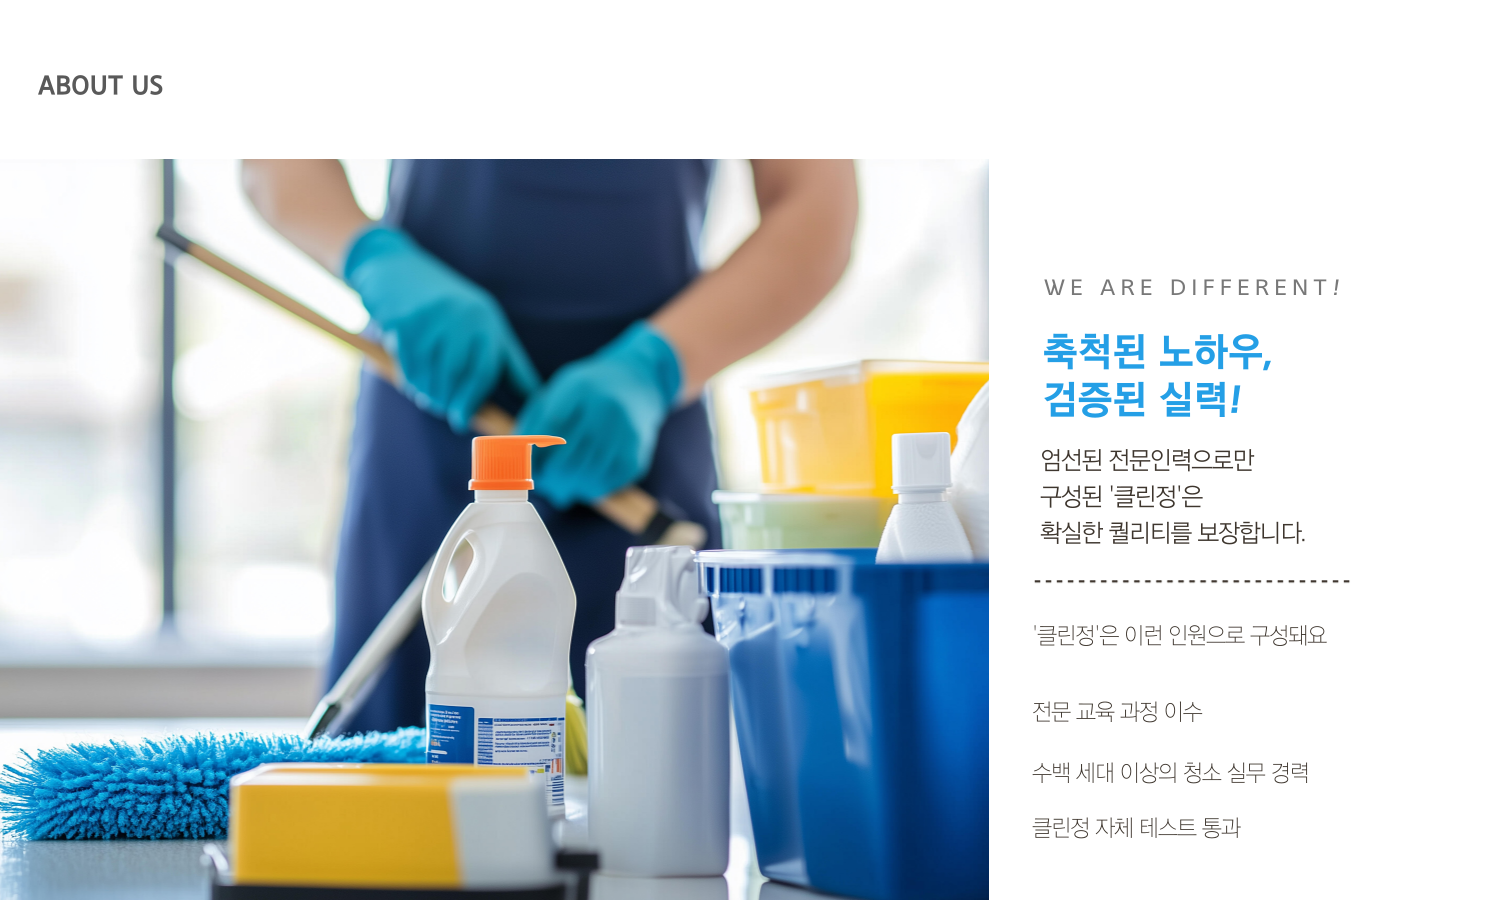 ABOUT US
WE ARE DIFFERENT!
축척된 노하우,
검증된 실력!
엄선된 전문인력으로만
구성된 '클린정'은
확실한 퀄리티를 보장합니다.
'클린정'은 이런 인원으로 구성돼요
전문 교육 과정 이수
수백 세대 이상의 청소 실무 경력
클린정 자체 테스트 통과